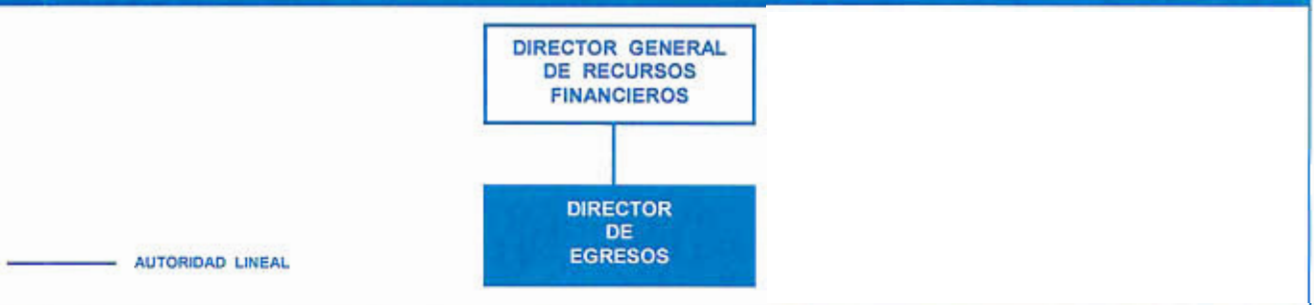 DIRECTOR GENERAL
DE RECURSOS
FINANCIEROS
DIRECTOR
DE
EGRESOS
AUTORIDAD LINEAL